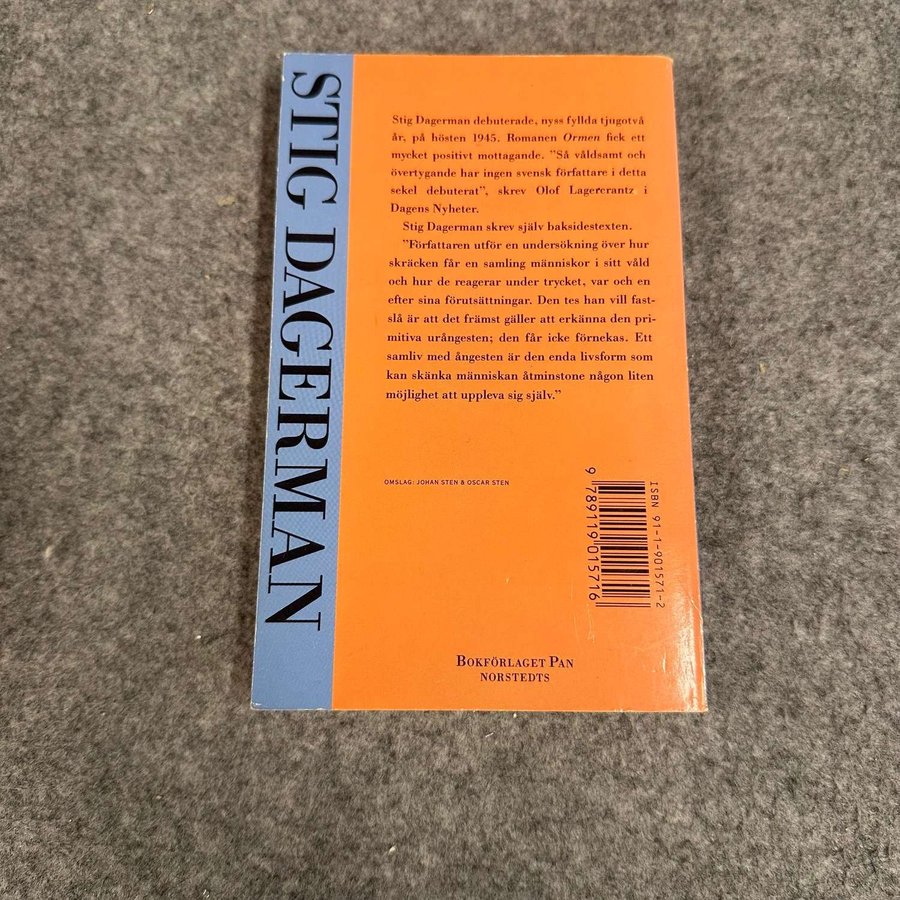 STIG DAGERMAN
Stig Dagerman debuterade, nyss fyllda tjugotvå
år, på hösten 1945. Romanen Ormen fick ett
mycket positivt mottagande. ”Så våldsamt och
övertygande har ingen svensk författare i detta
sekel debuterat”, skrev Olof Lagercrantz i
Dagens Nyheter.
Stig Dagerman skrev själv baksidestexten.
”Författaren utför en undersökning över hur
skräcken får en samling människor i sitt våld
och hur de reagerar under trycket, var och en
efter sina förutsättningar. Den tes han vill fast-
slå är att det främst gäller att erkänna den pri-
mitiva urångesten; den får icke förnekas. Ett
samliv med ångesten är den enda livsform som
kan skänka människan åtminstone någon liten
möjlighet att uppleva sig själv.”
OMSLAG: JOHAN STEN & OSCAR STEN
ISBN 91-1-901571-2
9 789119 015716
BOKFÖRLAGET PAN
NORSTEDTS